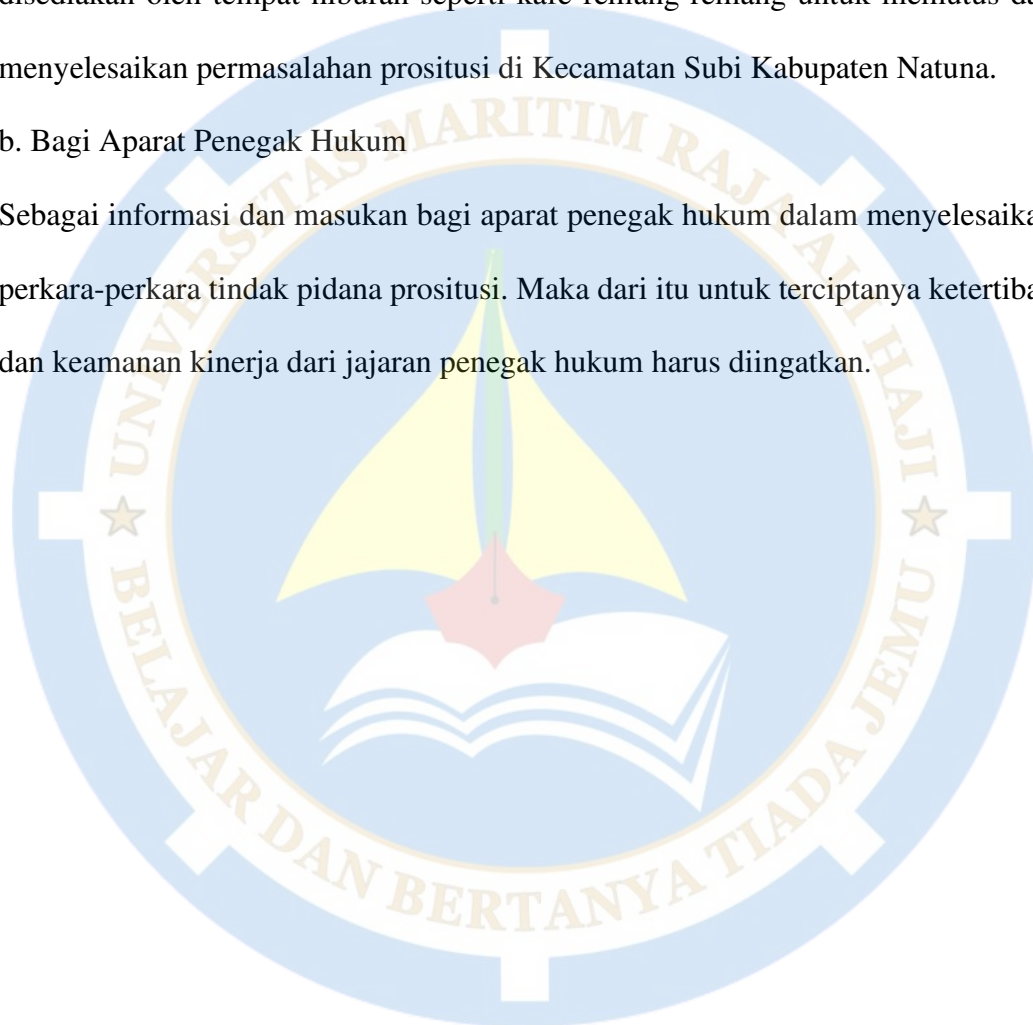 disediakan oleh tempat hiburan seperti kafe remang-remang untuk memutus da
menyelesaikan permasalahan prositusi di Kecamatan Subi Kabupaten Natuna.
b. Bagi Aparat Penegak Hukum
Sebagai informasi dan masukan bagi aparat penegak hukum dalam menyelesaika
perkara-perkara tindak pidana prositusi. Maka dari itu untuk terciptanya ketertiba
dan keamanan kinerja dari jajaran penegak hukum harus diingatkan.
UNIVERSITAS MARITIM RAJA ALI HAJI
BELAJAR DAN BERTANYA TIADA JEMU